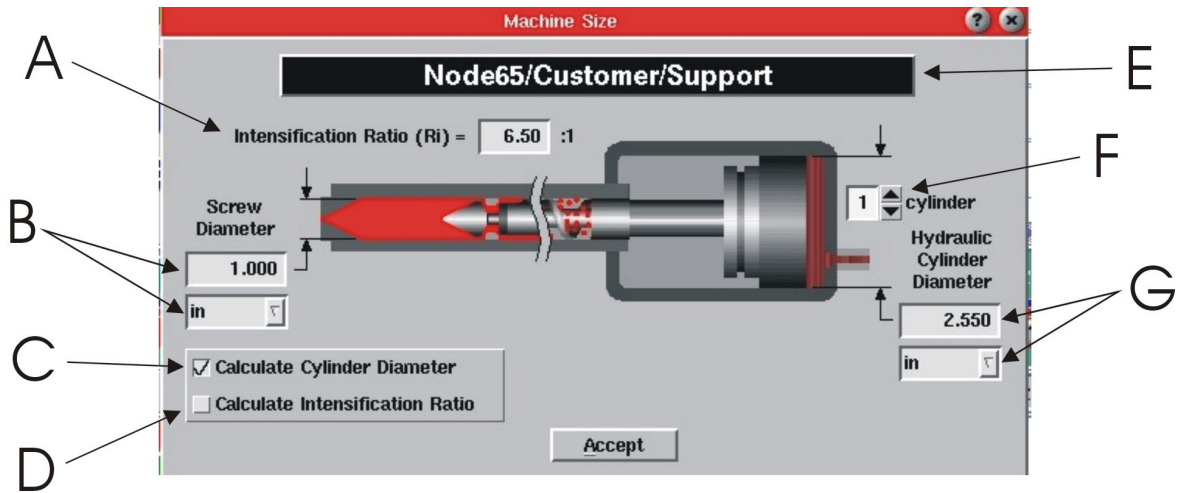 Machine Size
?
x
A
Node65/Customer/Support
E
Intensification Ratio (Ri) = 6.50 :1
F
1 cylinder
B
Screw
Diameter
1.000
in
Hydraulic
Cylinder
Diameter
2.550
in
G
C
Calculate Cylinder Diameter
D
Calculate Intensification Ratio
Accept